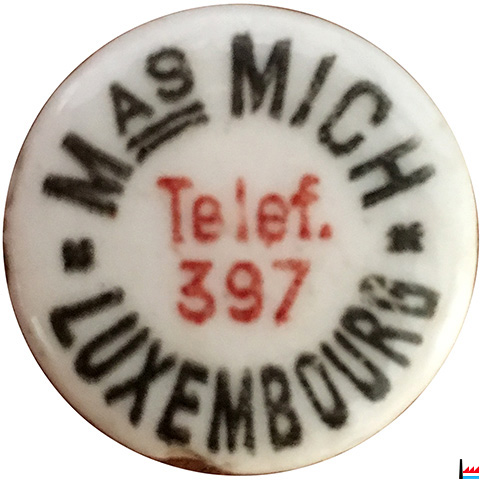 Mas MICH
Telef.
397
LUXEMBOURG